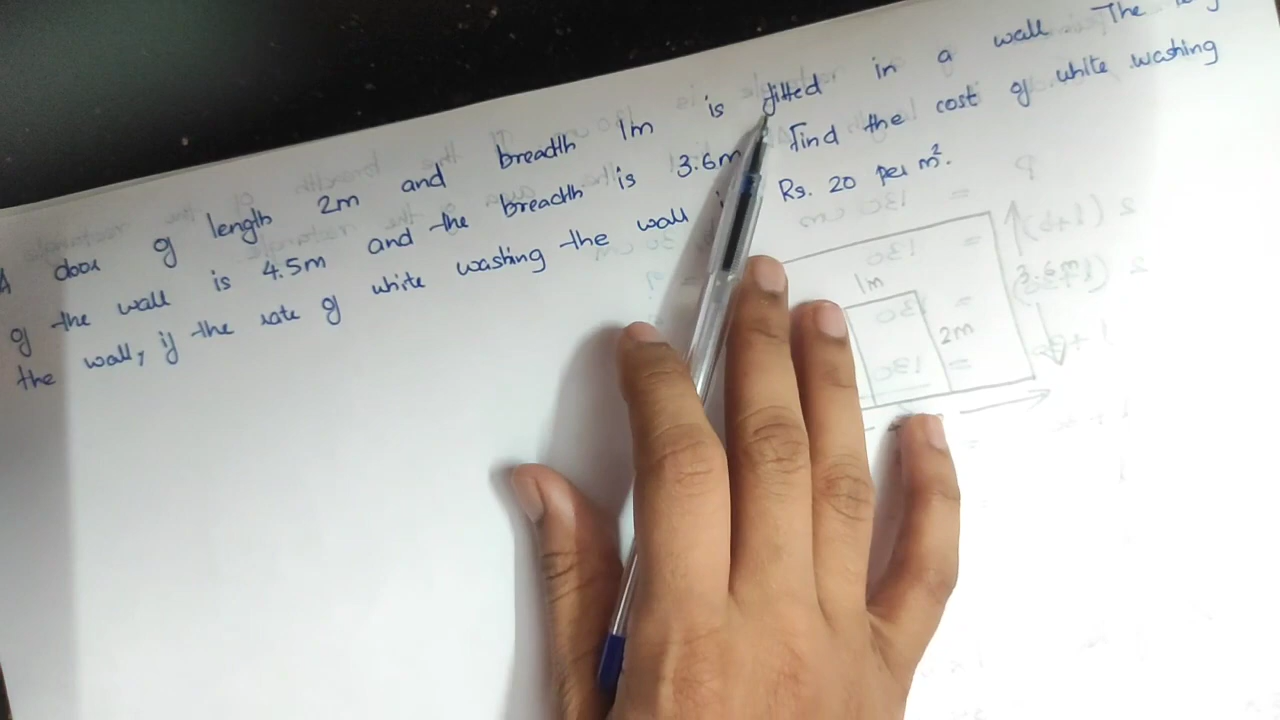 A door of length 2m and breadth 1m is fitted in a wall The
of the wall is 4.5m and the breadth is 3.6m Find the cost of white washing
the wall, if the rate of white washing the wall Rs. 20 per m².
1m
3.6m
2m